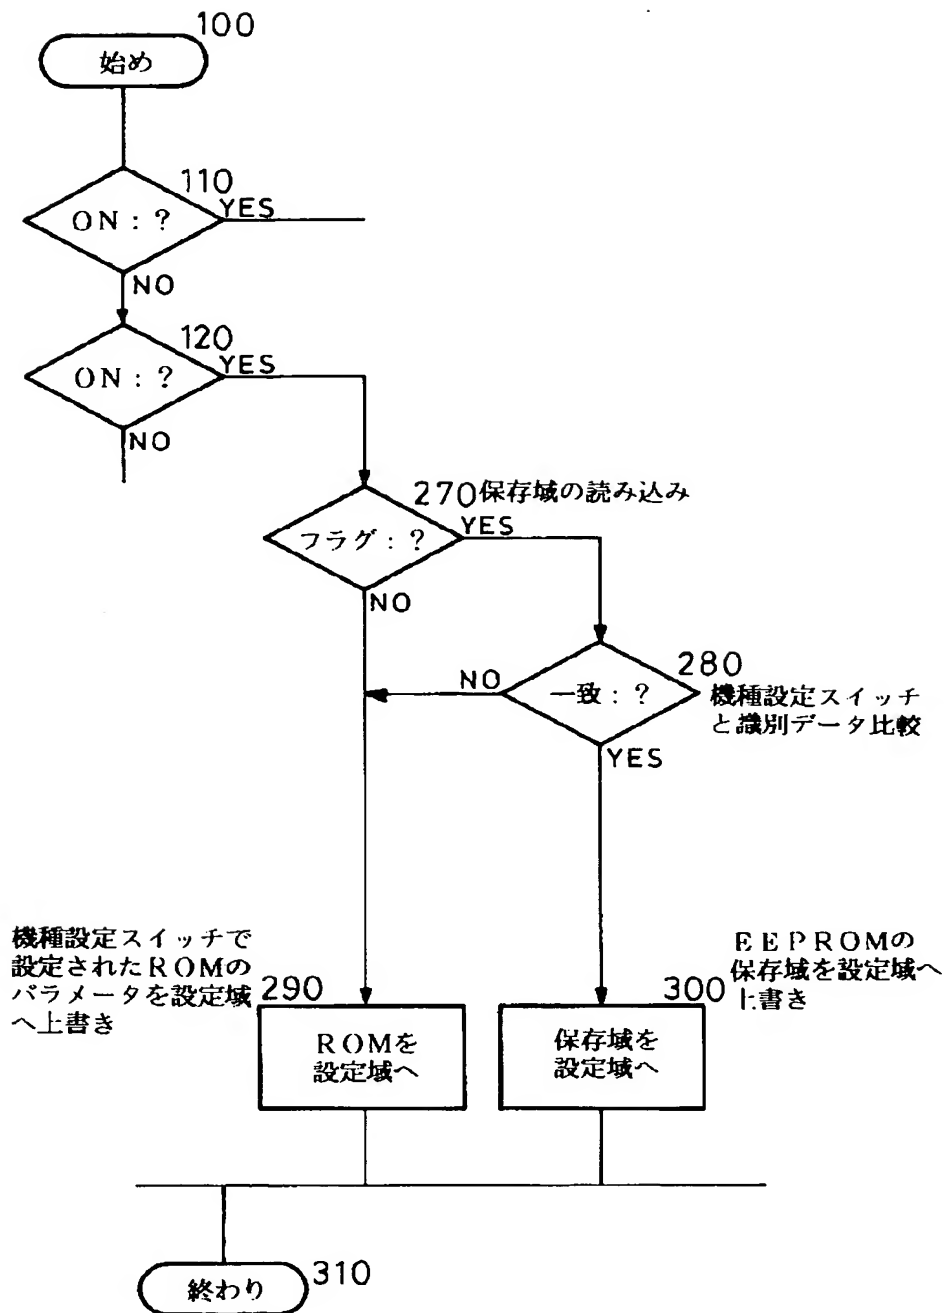 100
始め
110
ON:?
YES
NO
120
ON:?
YES
NO
270保存域の読み込み
フラグ:?
YES
NO
280
一致:?
NO
機種設定スイッチ
と識別データ比較
YES
機種設定スイッチで
設定されたROMの
パラメータを設定域
へ上書き
290
ROMを
設定域へ
EEPROMの
保存域を設定域へ
上書き
300
保存域を
設定域へ
終わり
310